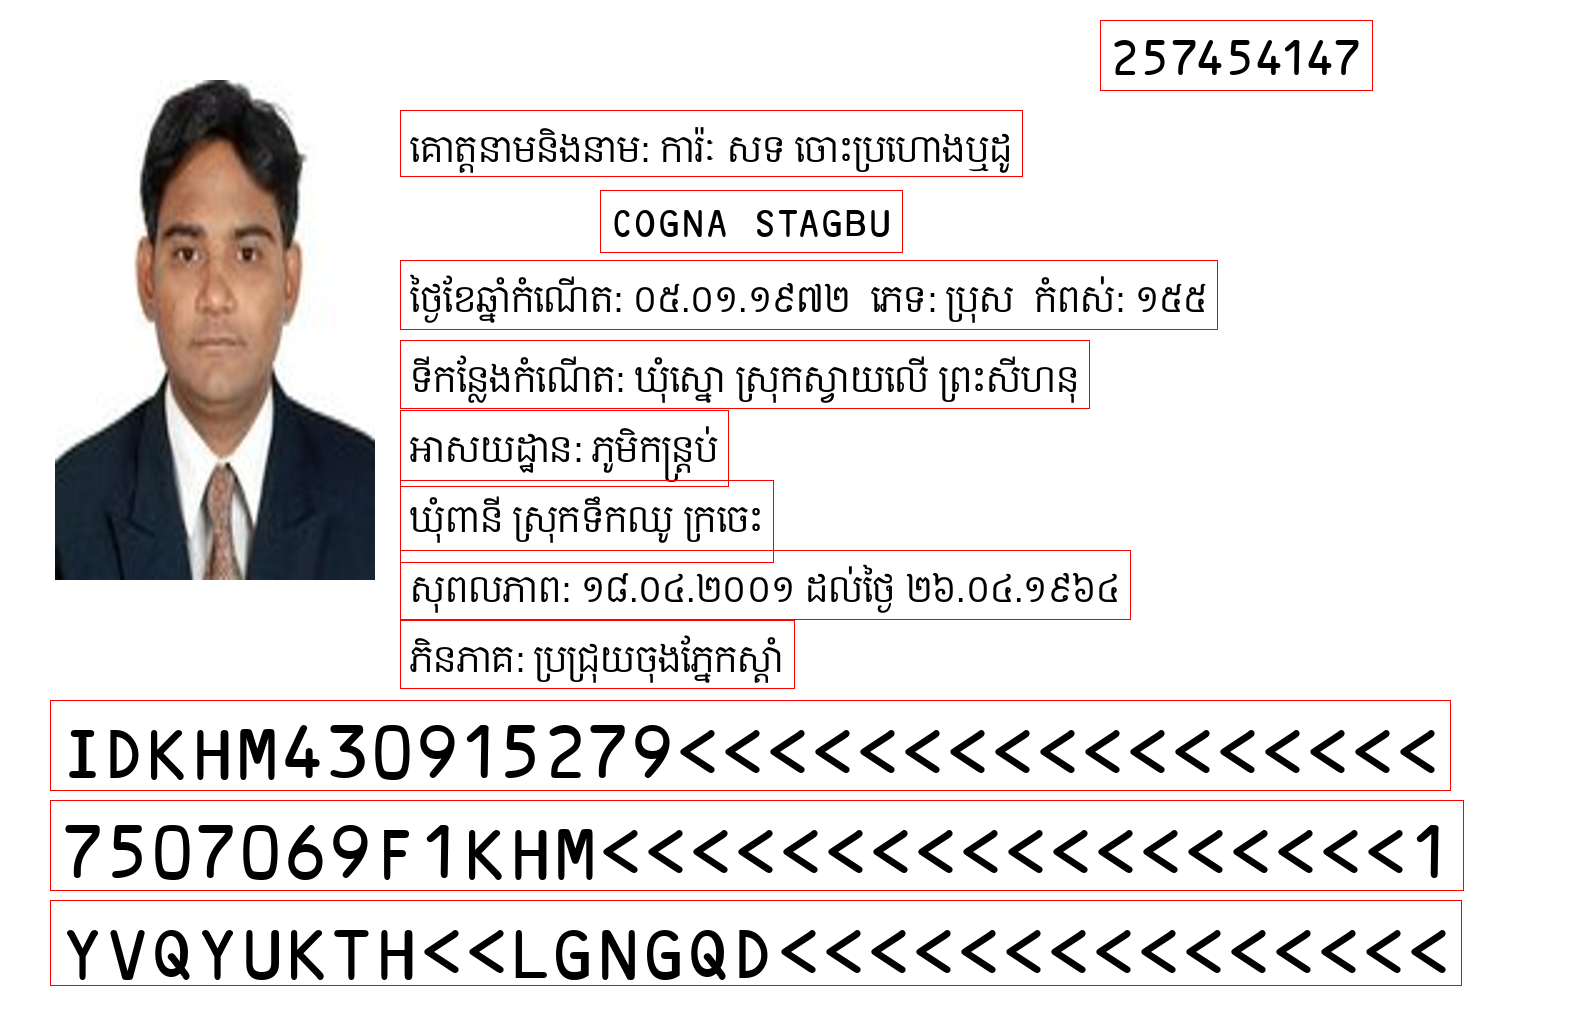 257454147
គោត្តនាមនិងនាម: ការ៉ៈ សទ ចោះប្រហោងឬដូ
COGNA STAGBU
ថ្ងៃខែឆ្នាំកំណើត: ០៥.០១.១៩៧២ ភេទ: ប្រុស កំពស់: ១៥៥
ទីកន្លែងកំណើត: ឃុំស្នោ ស្រុកស្វាយលើ ព្រះសីហនុ
អាសយដ្ឋាន: ភូមិកន្ត្រប់
ឃុំពានី ស្រុកទឹកឈូ ក្រចេះ
សុពលភាព: ១៨.០៤.២០០១ ដល់ថ្ងៃ ២៦.០៤.១៩៦៤
ភិនភាគ: ប្រជ្រុយចុងភ្នែកស្ដាំ
IDKHM430915279<<<<<<<<<<<<<<<<<
7507069F1KHM<<<<<<<<<<<<<<<<<<1
YVQYUKTH<<LGNGQD<<<<<<<<<<<<<<<